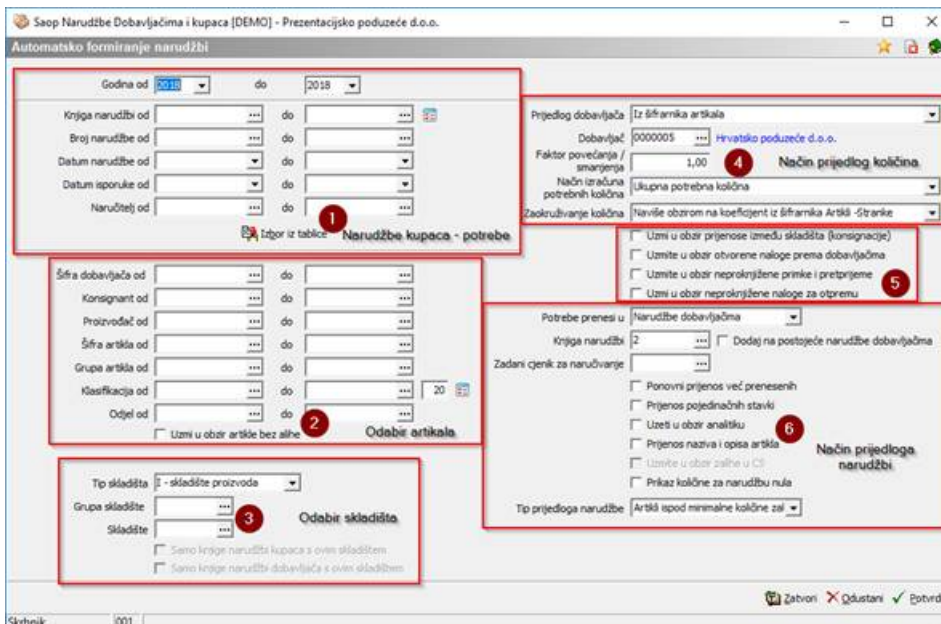 Saop Narudžbe Dobavljačima i kupaca [DEMO] - Prezentacijsko poduzeće d.o.o.
Automatsko formiranje narudžbi
Godina od 2018 do 2018
Knjiga narudžbi od ... do ...
Broj narudžbe od ... do ...
Datum narudžbe od do
Datum isporuke od do
Naručitelj od ... do ...
1
Izbor iz tablice Narudžbe kupaca - potrebe
Šifra dobavljača od ... do ...
Konsignant od ... do ...
Proizvođač od ... do ...
Šifra artikla od ... do ...
Grupa artikla od ... do ...
Klasifikacija od ... do ... 20
Odjel od ... do ...
2
Uzmi u obzir artikle bez alihe Odabir artikala
Tip skladišta I - skladište proizvoda
Grupa skladište ...
3 Odabir skladišta
Skladište ...
Samo knjige narudžbi kupaca s ovim skladištem
Samo knjige narudžbi dobavljača s ovim skladištem
Prijedlog dobavljača Iz šifrarnika artikala
Dobavljač 0000005 ... Hrvatsko poduzeće d.o.o.
Faktor povećanja / smanjenja 1,00
4 Način prijedlog količina
Način izračuna potrebnih količina Ukupna potrebna količina
Zaokruživanje količina Naviše obzirom na koeficijent iz šifrarnika Artikli -Stranke
Uzmi u obzir prijenose između skladišta (konsignacije)
Uzmite u obzir otvorene naloge prema dobavljačima
Uzmite u obzir neproknjižene primke i pretprijeme
5
Uzmi u obzir neproknjižene naloge za otpremu
Potrebe prenesi u Narudžbe dobavljačima
Knjiga narudžbi 2 ... Dodaj na postojeće narudžbe dobavljačima
Zadani cjenik za naručivanje ...
Ponovni prijenos već prenesenih
Prijenos pojedinačnih stavki
Uzeti u obzir analitiku
6
Prijenos naziva i opisa artikla
Način prijedloga narudžbi
Uzmite u obzir zalihe u CS
Prikaz količine za narudžbu nula
Tip prijedloga narudžbe Artikli ispod minimalne količine zal
Zatvori Odustani Potvrd
Skrbnik 001